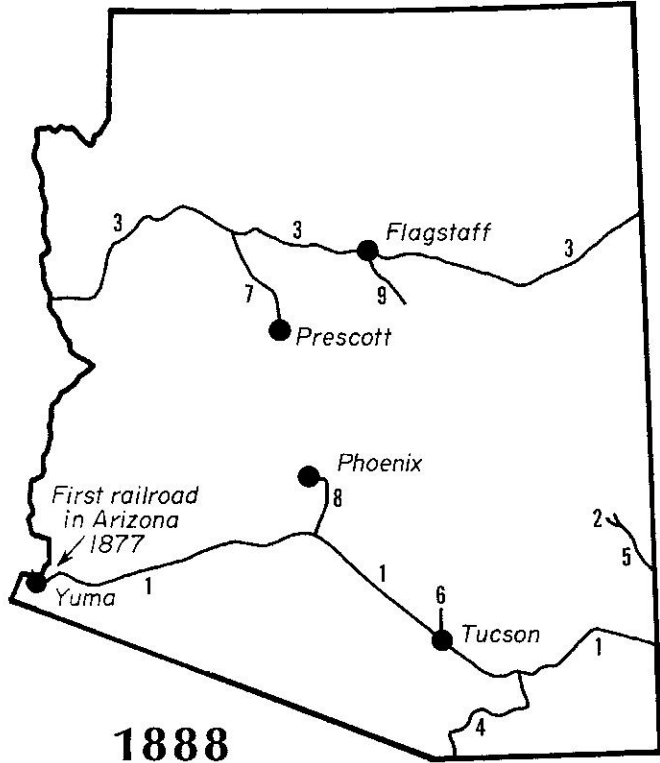 3
3
Flagstaff
3
7
9
Prescott
Phoenix
8
First railroad
in Arizona
1877
2
5
1
Yuma
1
6
Tucson
1
4
1888